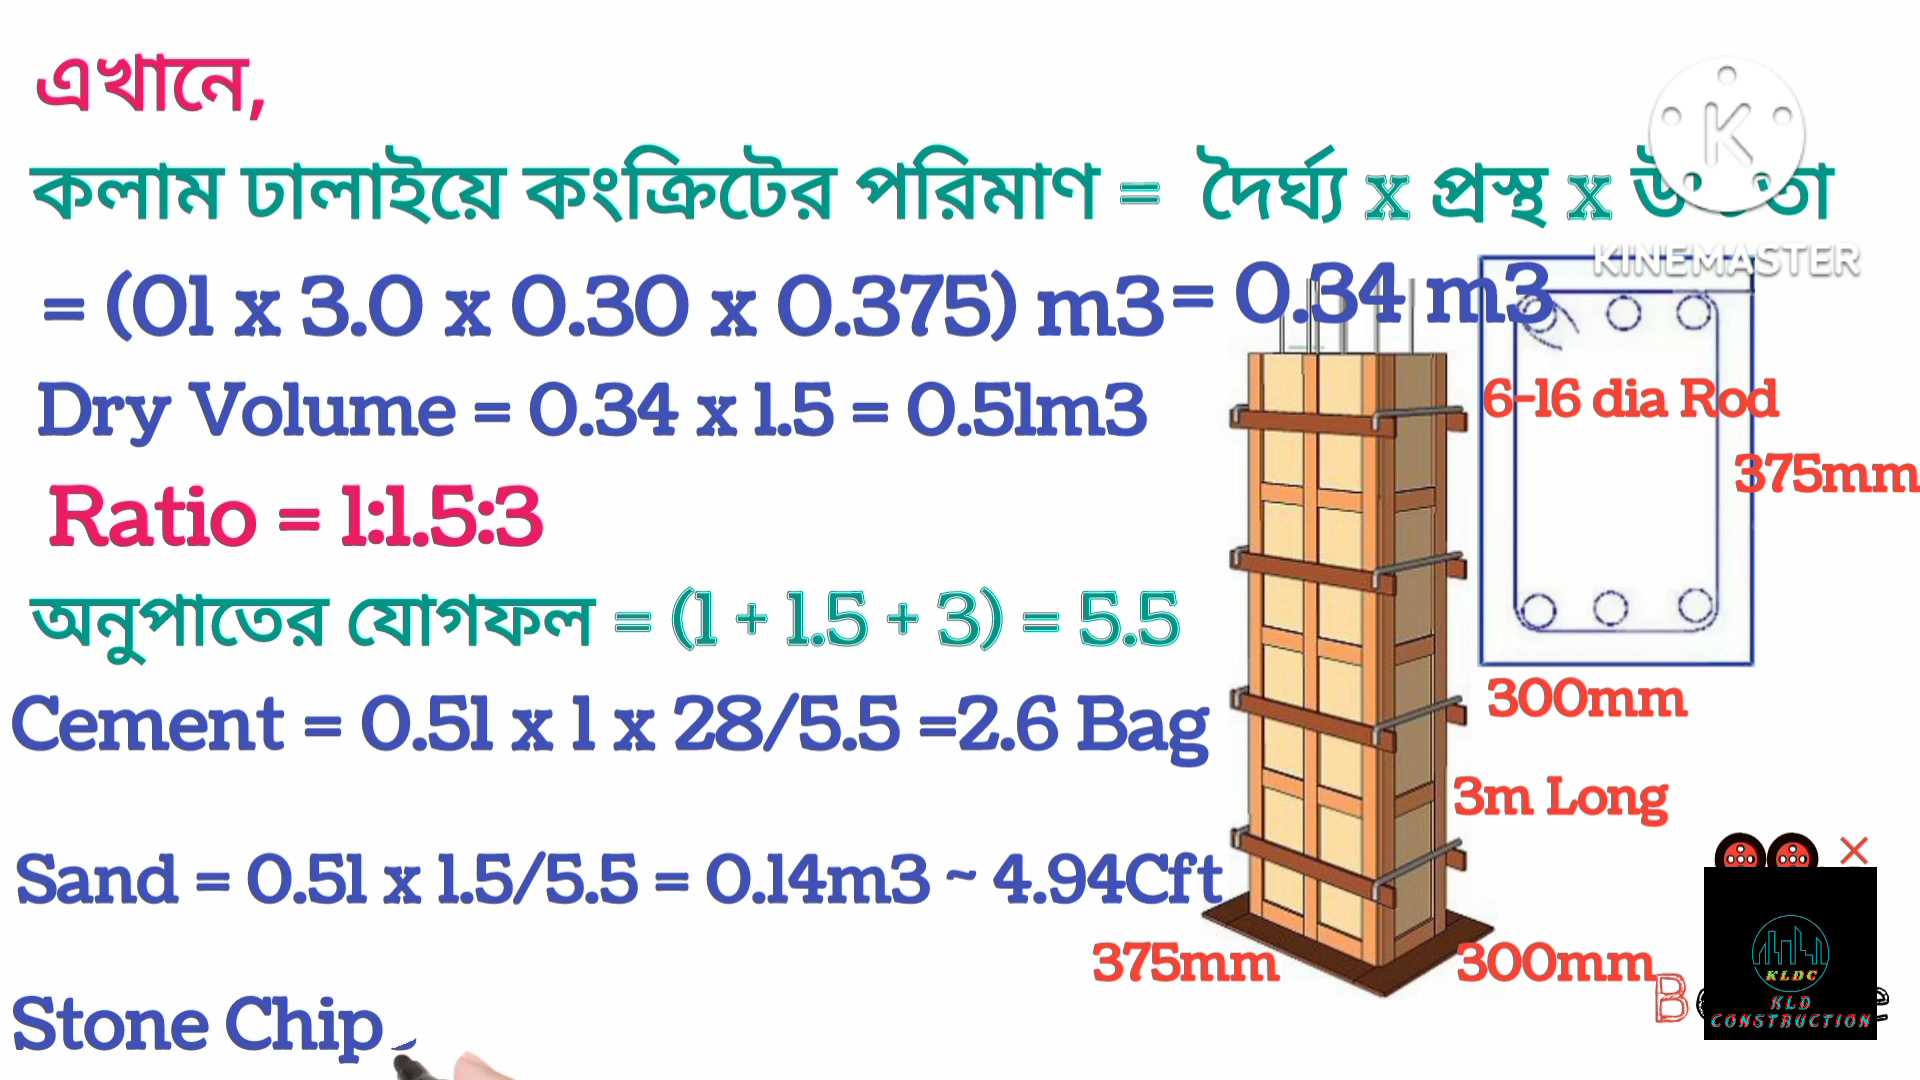 এখানে,
কলাম ঢালাইয়ে কংক্রিটের পরিমাণ = দৈর্ঘ্য x প্রস্থ x
= (01 x 3.0 x 0.30 x 0.375) m3 = 0.34 m3
Dry Volume = 0.34 x 1.5 = 0.51m3
Ratio = 1:1.5:3
অনুপাতের যোগফল = (1 + 1.5 + 3) = 5.5
Cement = 0.51 x 1 x 28/5.5 =2.6 Bag
Sand = 0.51 x 1.5/5.5 = 0.14m3 ~ 4.94Cft
Stone Chip
K
KINEMASTER
6-16 dia Rod
375mm
300mm
3m Long
375mm
300mm
KLDC
KLD
CONSTRUCTION